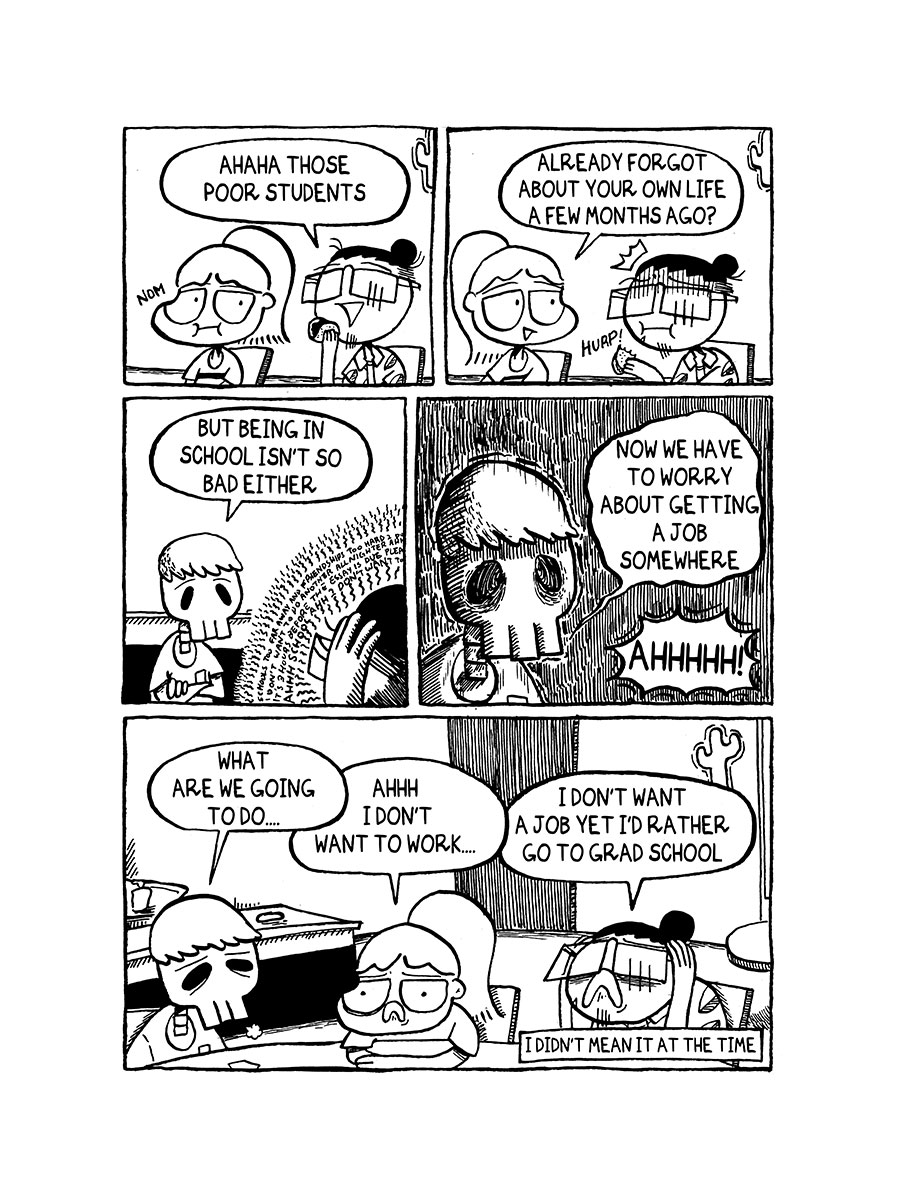 AHAHA THOSE
POOR STUDENTS
NOM
ALREADY FORGOT
ABOUT YOUR OWN LIFE
A FEW MONTHS AGO?
HURP!
BUT BEING IN
SCHOOL ISN'T SO
BAD EITHER
NOW WE HAVE
TO WORRY
ABOUT GETTING
A JOB
SOMEWHERE
AHHHHH!
WHAT
ARE WE GOING
TO DO....
AHHH
I DON'T
WANT TO WORK....
I DON'T WANT
A JOB YET I'D RATHER
GO TO GRAD SCHOOL
I DIDN'T MEAN IT AT THE TIME